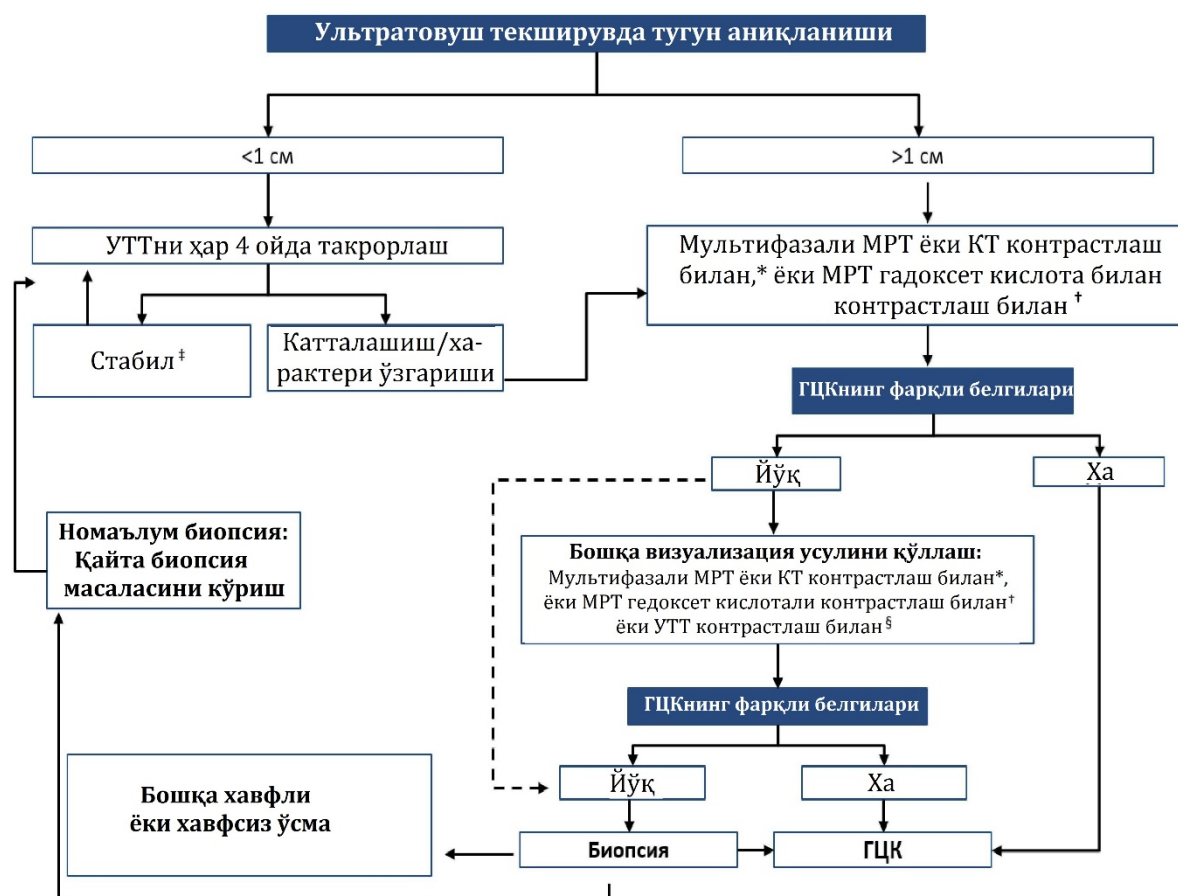 Ультратовуш текширувда тугун аниқланиши
<1 см
>1 см
УТТни ҳар 4 ойда такрорлаш
Мультифазали МРТ ёки КТ контрастлаш
билан,* ёки МРТ гадоксет кислота билан
контрастлаш билан †
Стабил ‡
Катталашиш/ха-
рактери ўзгариши
ГЦКнинг фарқли белгилари
Йўқ
Ха
Номаълум биопсия:
Қайта биопсия
масаласини кўриш
Бошқа визуализация усулини қўллаш:
Мультифазали МРТ ёки КТ контрастлаш билан*,
ёки МРТ гедоксет кислотали контрастлаш билан†
ёки УТТ контрастлаш билан§
ГЦКнинг фарқли белгилари
Йўқ
Ха
Бошқа хавфли
ёки хавфсиз ўсма
Биопсия
ГЦК